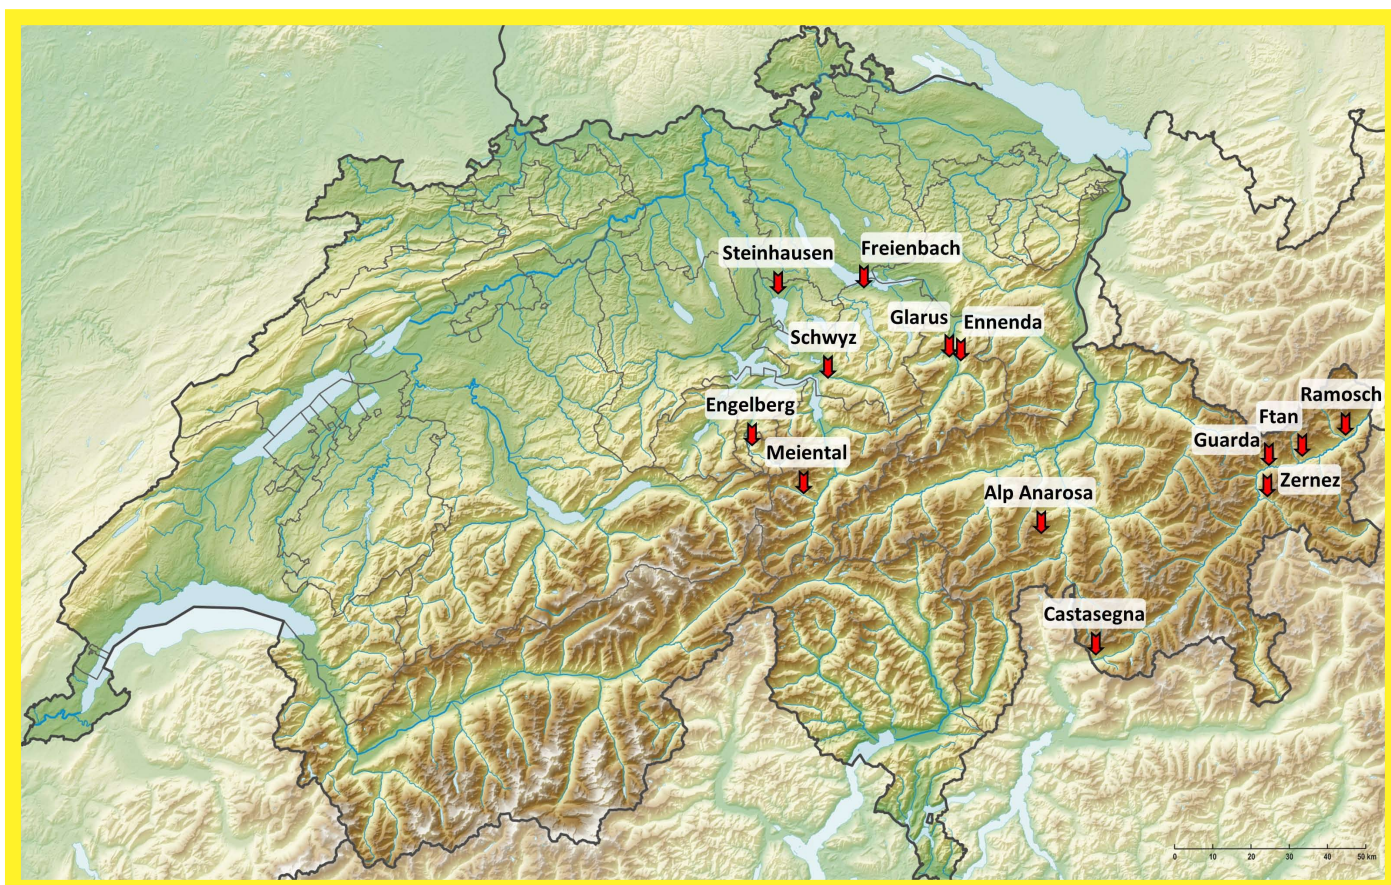 Steinhausen
Freienbach
Glarus
Ennenda
Schwyz
Engelberg
Ramosch
Ftan
Guarda
Meiental
Zernez
Alp Anarosa
Castasegna
0 10 20 30 40 50 km